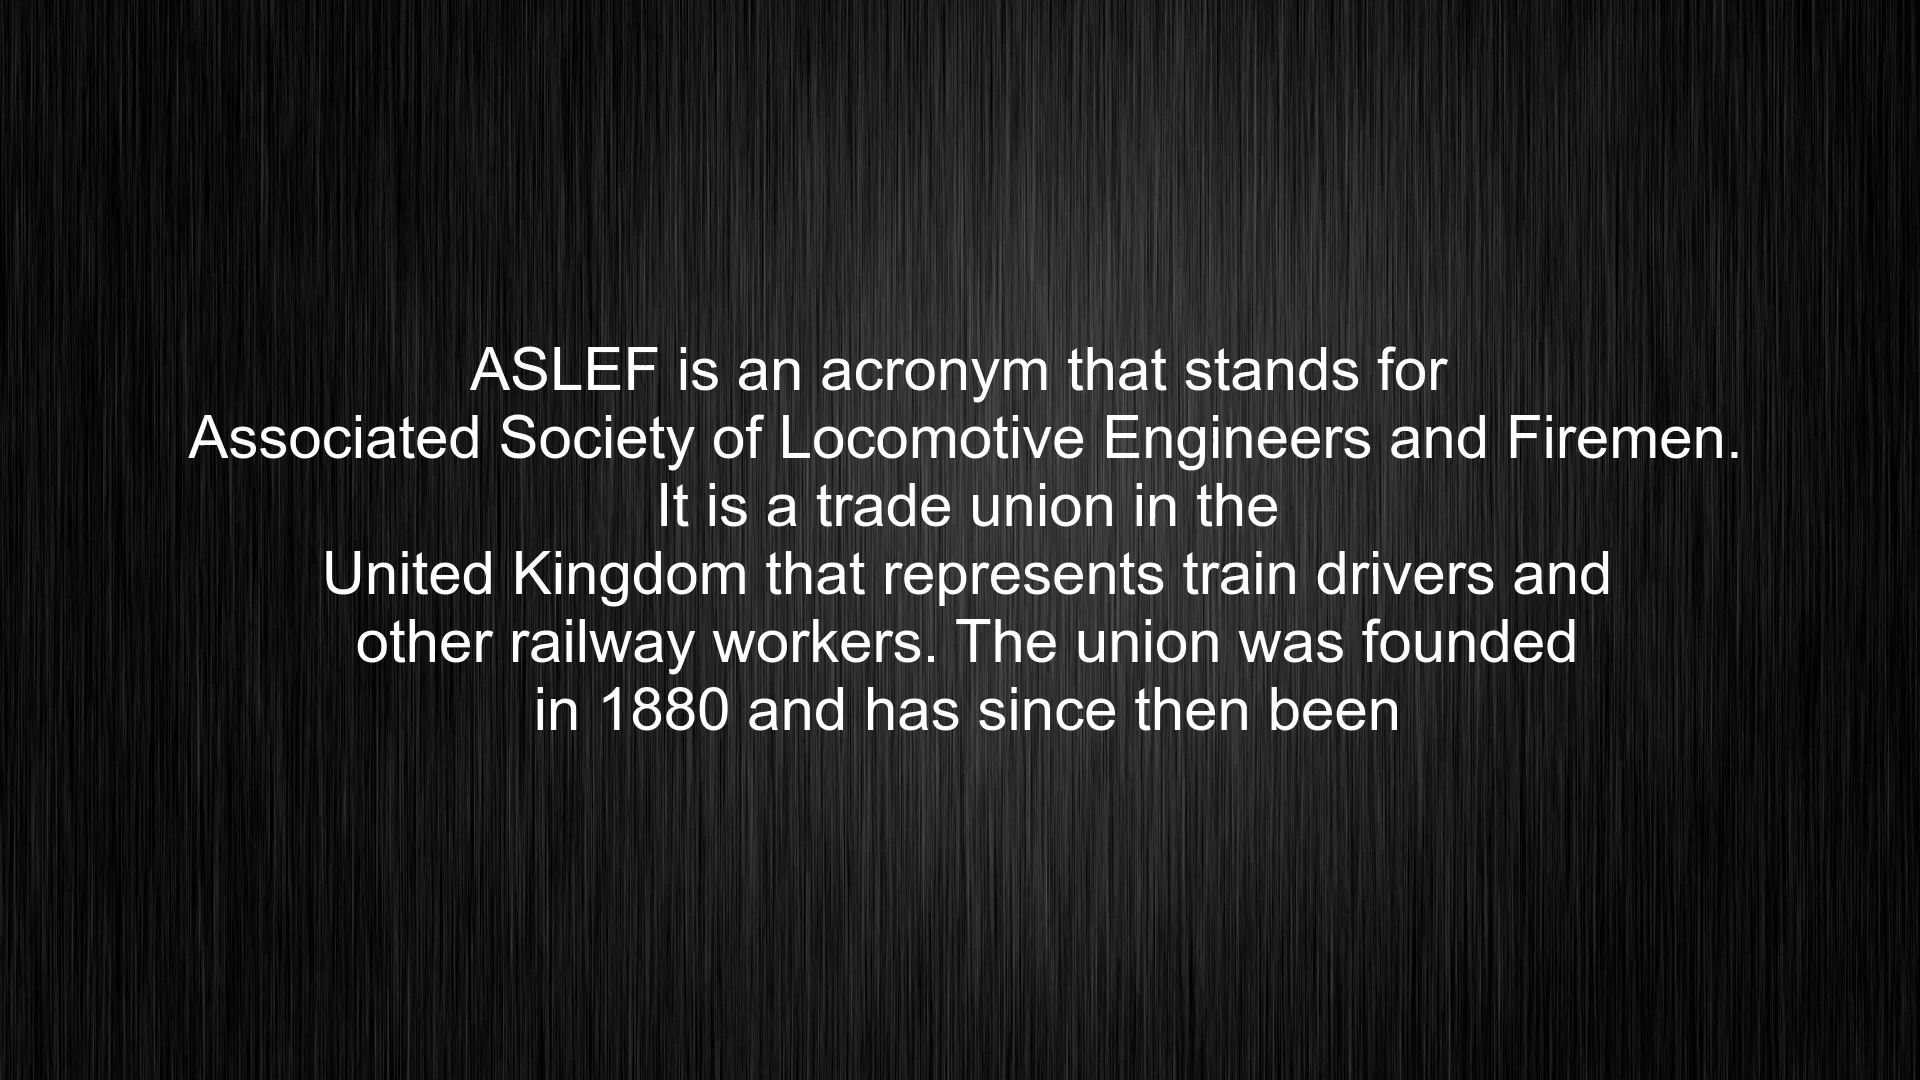 ASLEF is an acronym that stands for
Associated Society of Locomotive Engineers and Firemen.
It is a trade union in the
United Kingdom that represents train drivers and
other railway workers. The union was founded
in 1880 and has since then been